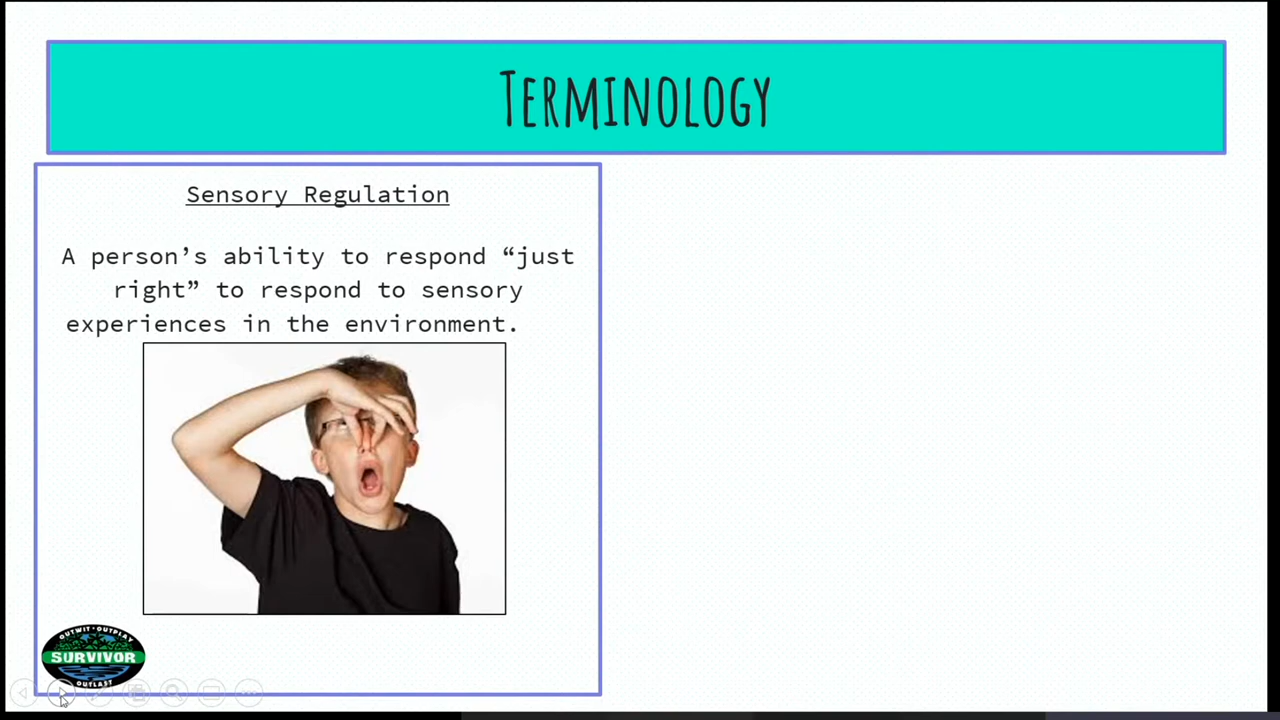 Terminology
Sensory Regulation
A person’s ability to respond “just
right” to respond to sensory
experiences in the environment.
OUTWIT • OUTPLAY
SURVIVOR
OUTLAST